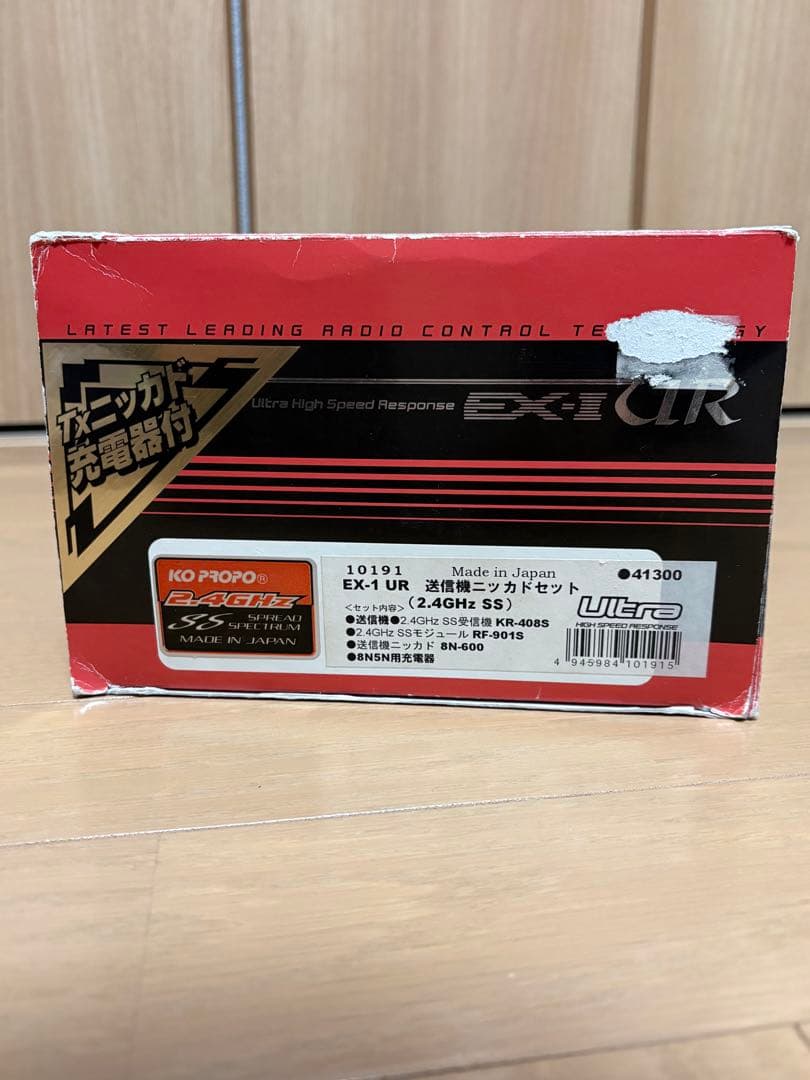 LATEST LEADING RADIO CONTROL TE GY
Txニッカド
充電器付
Ultra High Speed Response EX-1 UR
KO PROPO®
2.4GHz
SS SPREAD
SPECTRUM
MADE IN JAPAN
10191 Made in Japan ●41300
EX-1 UR 送信機ニッカドセット
(2.4GHz SS)
<セット内容>
●送信機●2.4GHz SS受信機 KR-408S
●2.4GHz SSモジュール RF-901S
●送信機ニッカド 8N-600
●8N5N用充電器
Ultra
HIGH SPEED RESPONSE
4 945984 101915